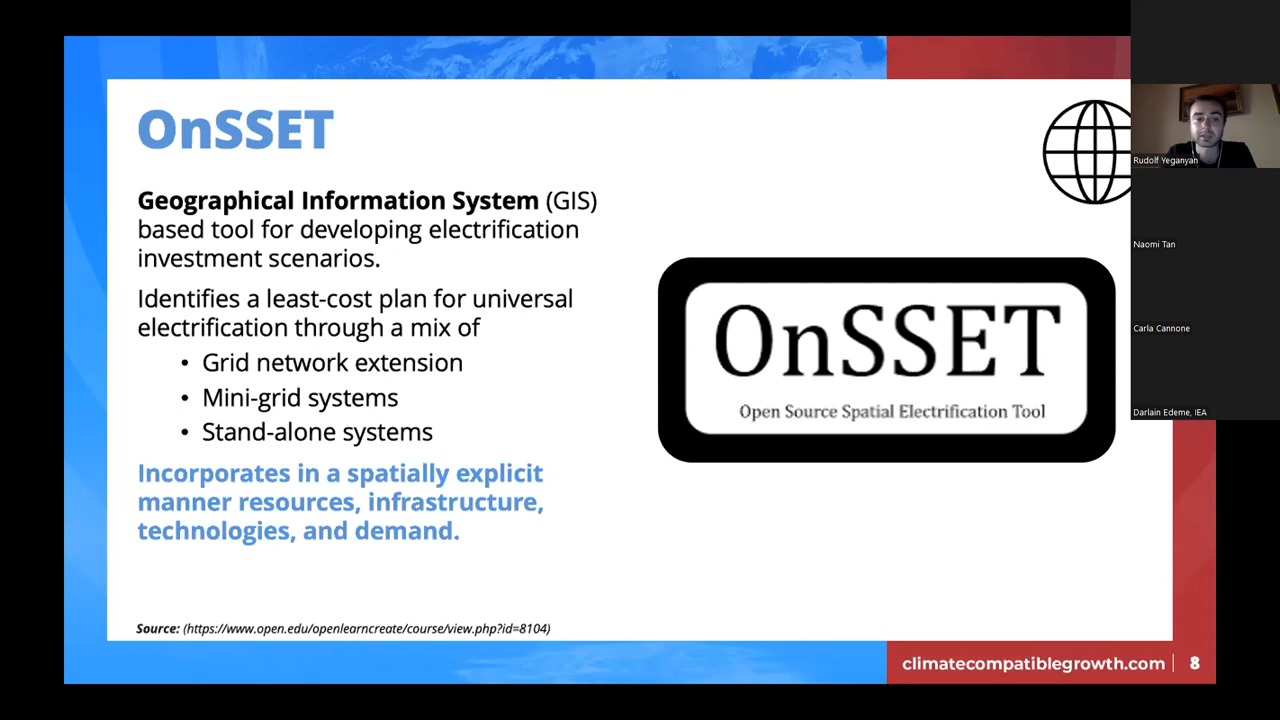 OnSSET
Geographical Information System (GIS)
based tool for developing electrification
investment scenarios.
Identifies a least-cost plan for universal
electrification through a mix of
• Grid network extension
• Mini-grid systems
• Stand-alone systems
Incorporates in a spatially explicit
manner resources, infrastructure,
technologies, and demand.
OnSSET
Open Source Spatial Electrification Tool
Source: (https://www.open.edu/openlearncreate/course/view.php?id=8104)
climatecompatiblegrowth.com | 8
Rudolf Yeganyan
Naomi Tan
Carla Cannone
Darlain Edeme, IEA